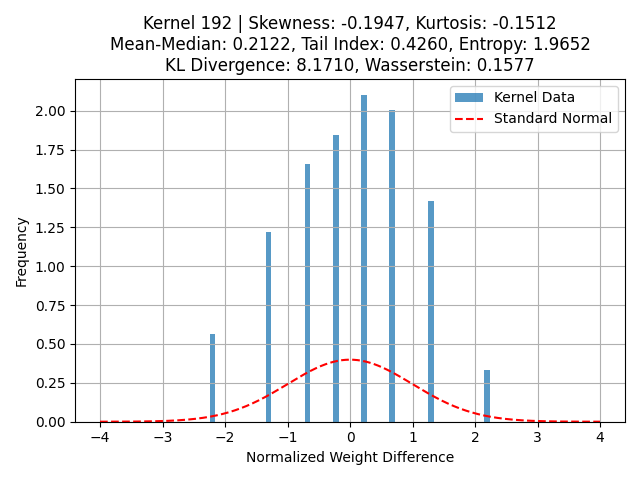 Kernel 192 | Skewness: -0.1947, Kurtosis: -0.1512
Mean-Median: 0.2122, Tail Index: 0.4260, Entropy: 1.9652
KL Divergence: 8.1710, Wasserstein: 0.1577
Kernel Data
Standard Normal
Frequency
2.00
1.75
1.50
1.25
1.00
0.75
0.50
0.25
0.00
−4
−3
−2
−1
0
1
2
3
4
Normalized Weight Difference